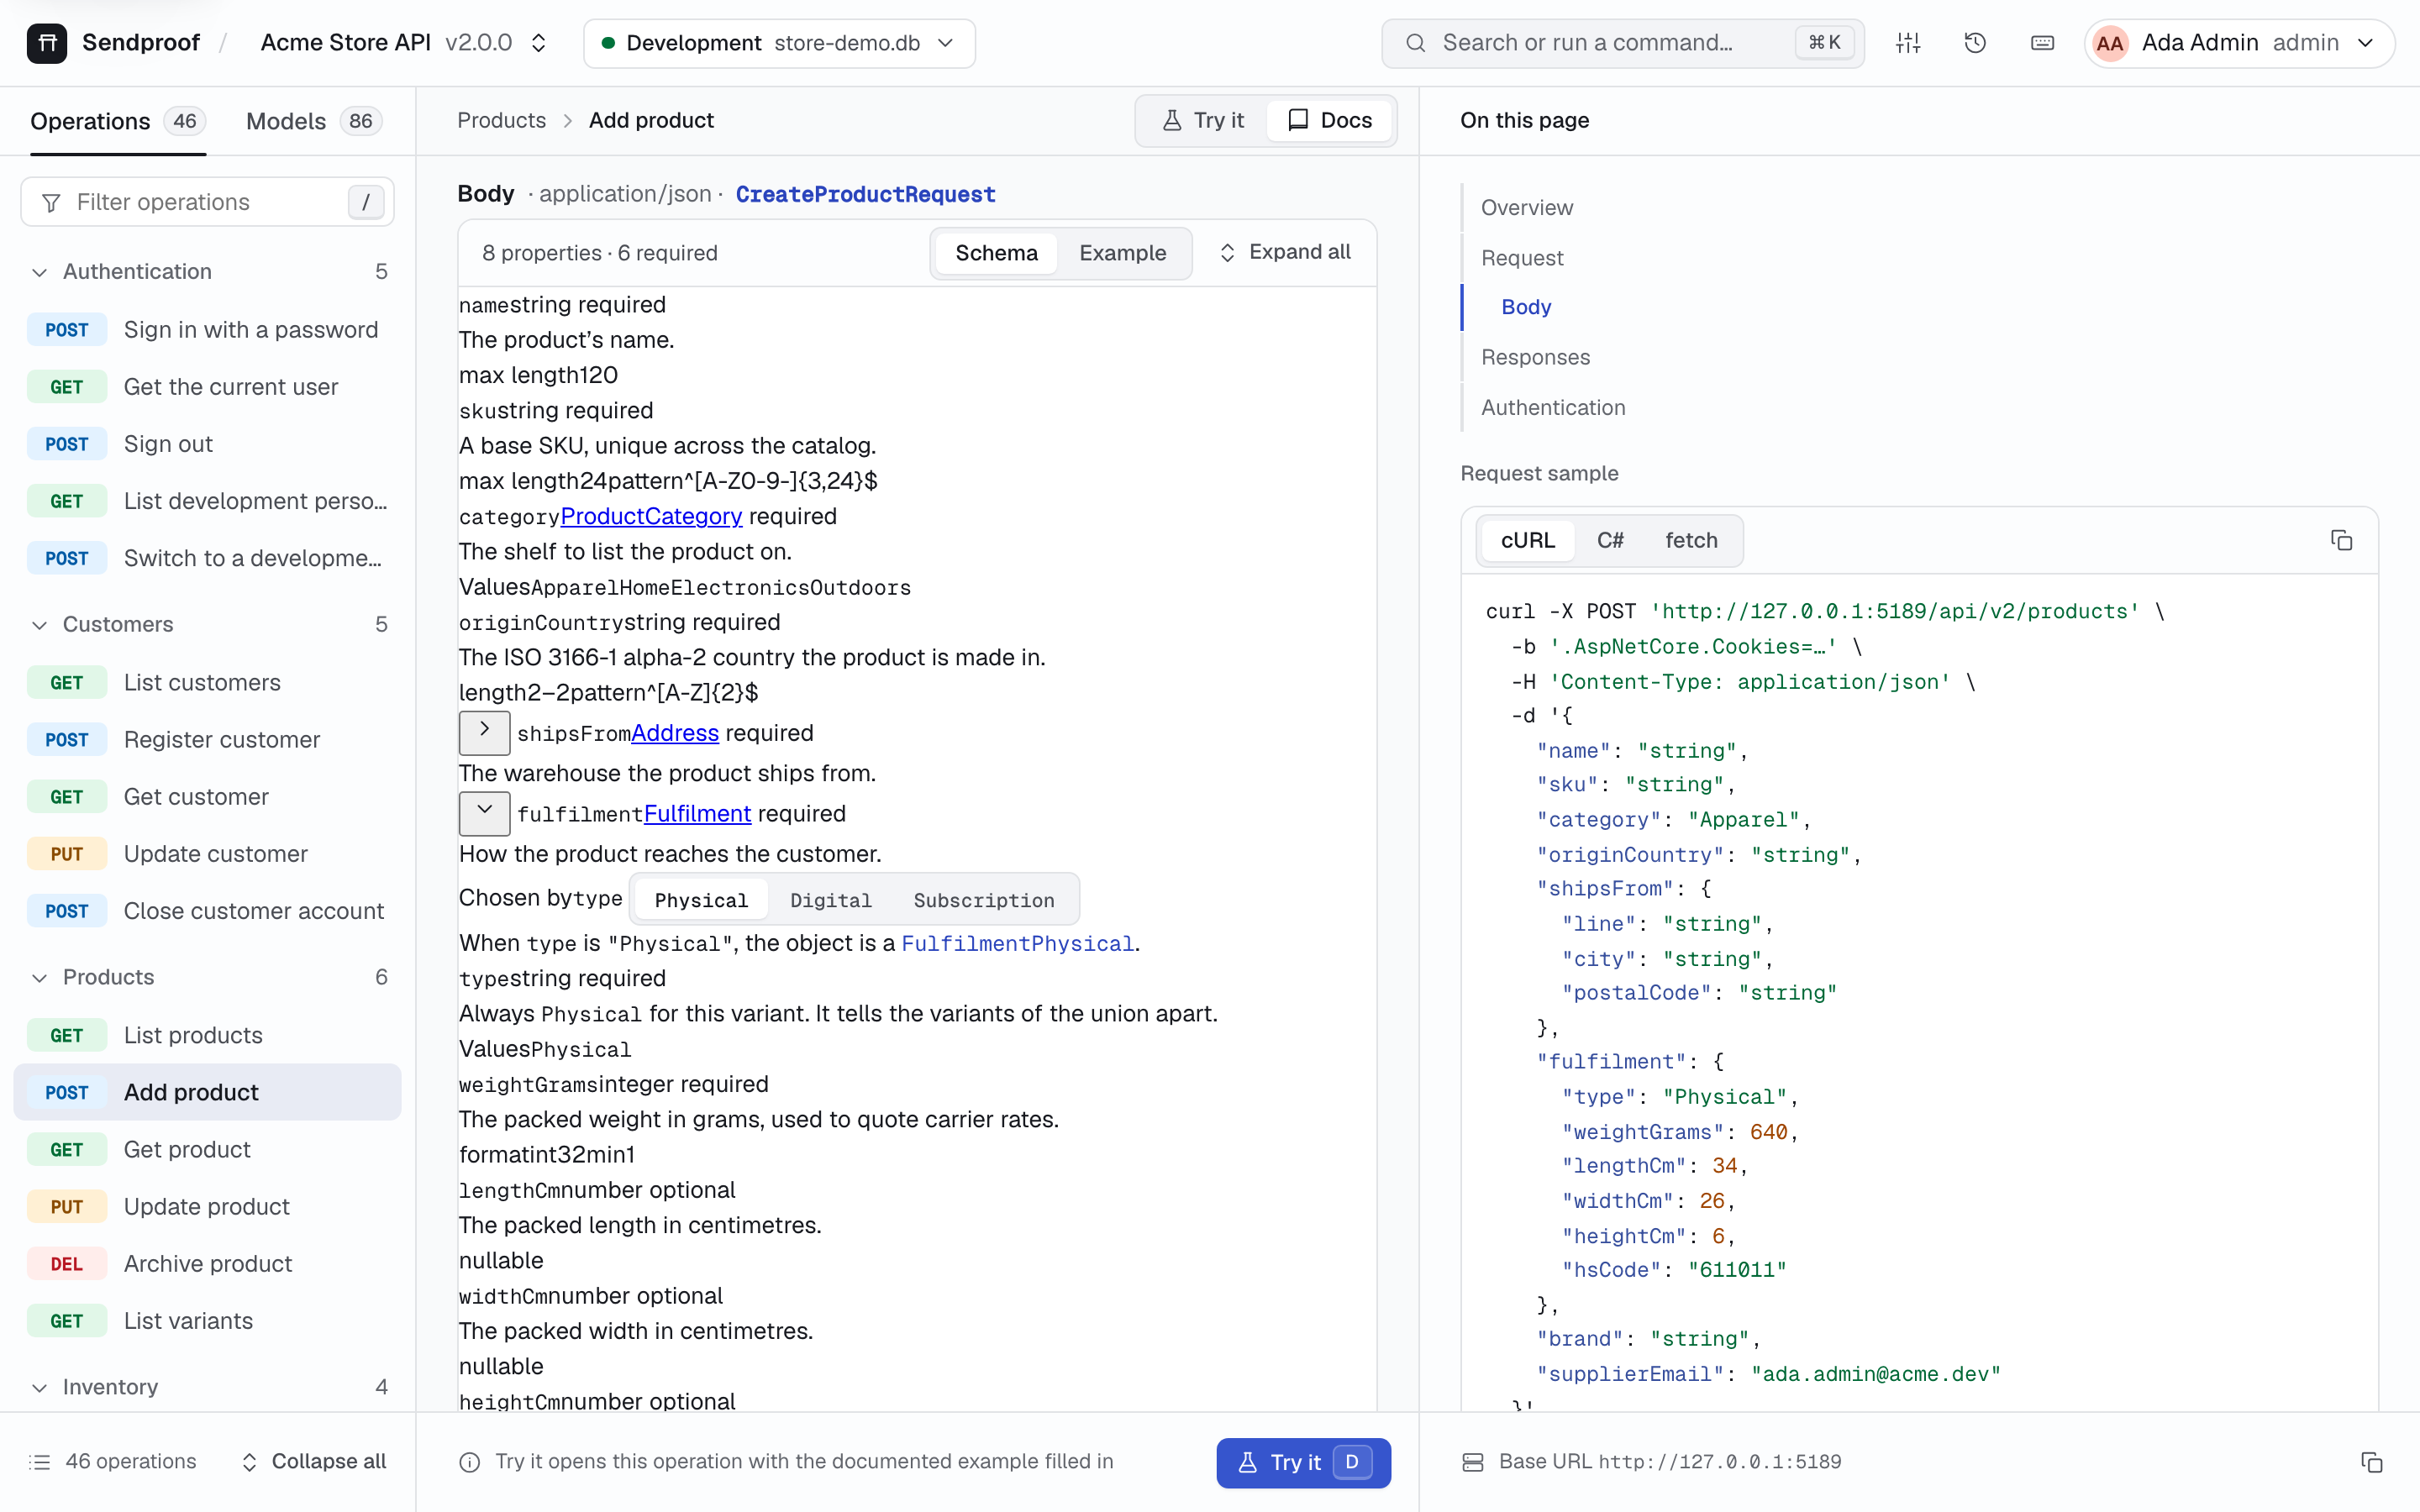 Sendproof / Acme Store API v2.0.0
Development store-demo.db
Search or run a command... ⌘K
AA Ada Admin admin
Operations 46 Models 86
Filter operations /
Authentication 5
POST Sign in with a password
GET Get the current user
POST Sign out
GET List development perso...
POST Switch to a developme...
Customers 5
GET List customers
POST Register customer
GET Get customer
PUT Update customer
POST Close customer account
Products 6
GET List products
POST Add product
GET Get product
PUT Update product
DEL Archive product
GET List variants
Inventory 4
46 operations Collapse all
Products > Add product
Try it Docs
Body · application/json · CreateProductRequest
8 properties · 6 required
Schema Example Expand all
namestring required
The product’s name.
max length120
skustring required
A base SKU, unique across the catalog.
max length24pattern^[A-Z0-9-]{3,24}$
categoryProductCategory required
The shelf to list the product on.
ValuesApparelHomeElectronicsOutdoors
originCountrystring required
The ISO 3166-1 alpha-2 country the product is made in.
length2–2pattern^[A-Z]{2}$
shipsFromAddress required
The warehouse the product ships from.
fulfilmentFulfilment required
How the product reaches the customer.
Chosen bytype Physical Digital Subscription
When type is "Physical", the object is a FulfilmentPhysical.
typestring required
Always Physical for this variant. It tells the variants of the union apart.
ValuesPhysical
weightGramsinteger required
The packed weight in grams, used to quote carrier rates.
formatint32min1
lengthCmnumber optional
The packed length in centimetres.
nullable
widthCmnumber optional
The packed width in centimetres.
nullable
heightCmnumber optional
Try it opens this operation with the documented example filled in
Try it D
On this page
Overview
Request
Body
Responses
Authentication
Request sample
cURL C# fetch
curl -X POST 'http://127.0.0.1:5189/api/v2/products' \
-b '.AspNetCore.Cookies=…' \
-H 'Content-Type: application/json' \
-d '{
"name": "string",
"sku": "string",
"category": "Apparel",
"originCountry": "string",
"shipsFrom": {
"line": "string",
"city": "string",
"postalCode": "string"
},
"fulfilment": {
"type": "Physical",
"weightGrams": 640,
"lengthCm": 34,
"widthCm": 26,
"heightCm": 6,
"hsCode": "611011"
},
"brand": "string",
"supplierEmail": "ada.admin@acme.dev"
}'
Base URL http://127.0.0.1:5189